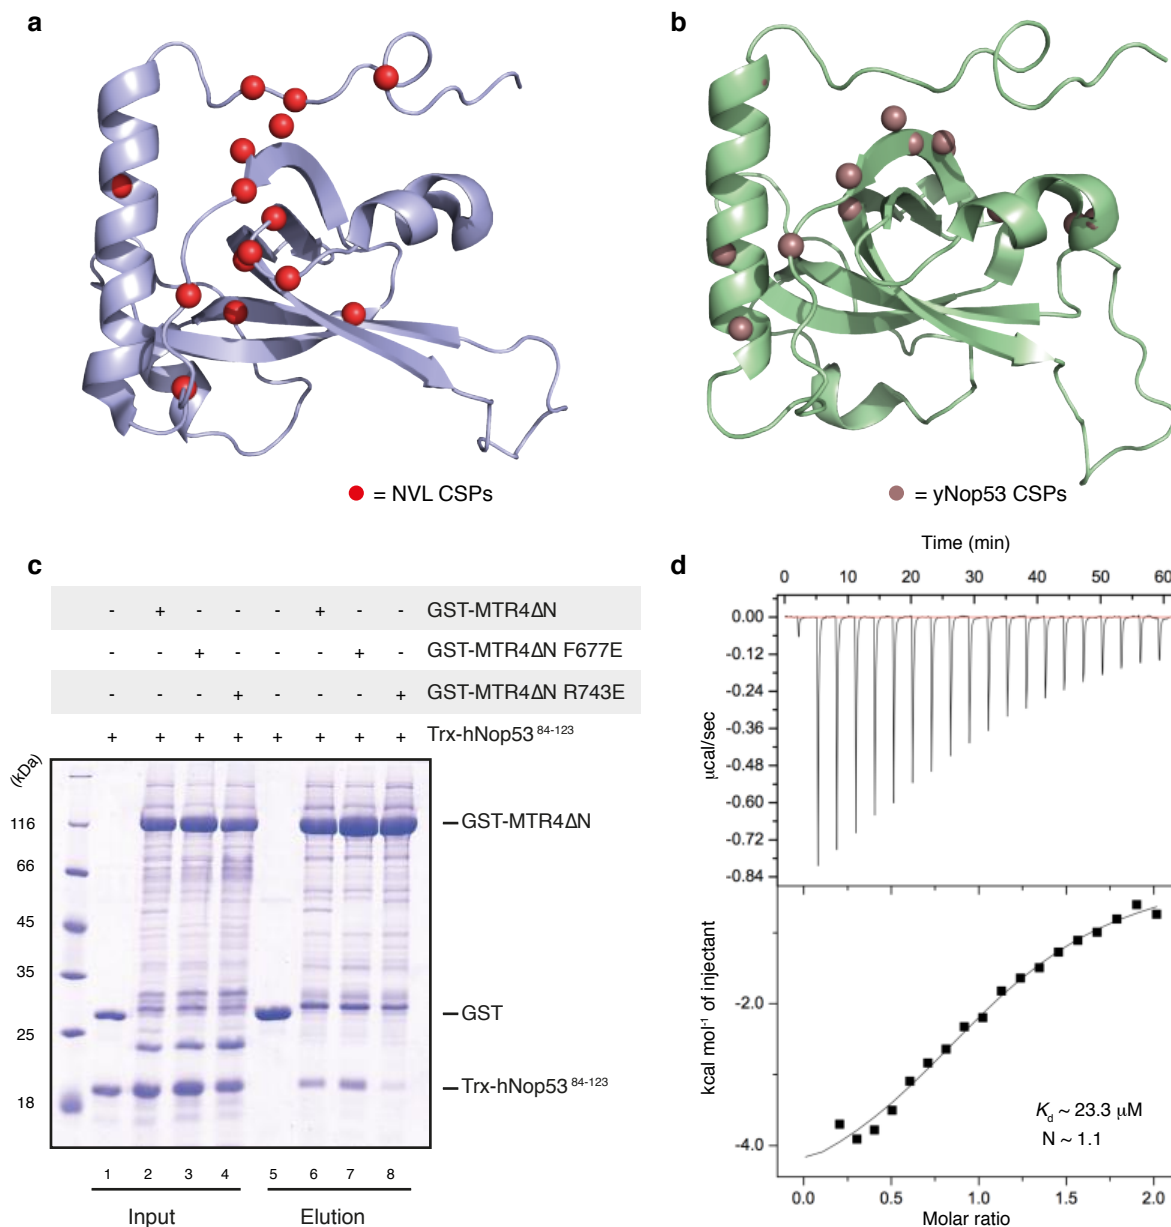 a
b
= NVL CSPs
= yNop53 CSPs
c
- + - - - + - - GST-MTR4ΔN
- - + - - - + - GST-MTR4ΔN F677E
- - - + - - - + GST-MTR4ΔN R743E
+ + + + + + + + Trx-hNop53 84-123
(kDa)
116
66
45
35
25
18
GST-MTR4ΔN
GST
Trx-hNop53 84-123
1 2 3 4 5 6 7 8
Input Elution
d
Time (min)
0 10 20 30 40 50 60
0.00
-0.12
-0.24
-0.36
-0.48
-0.60
-0.72
-0.84
µcal/sec
-2.0
-4.0
kcal mol-1 of injectant
Kd ~ 23.3 µM
N ~ 1.1
0.0 0.5 1.0 1.5 2.0
Molar ratio